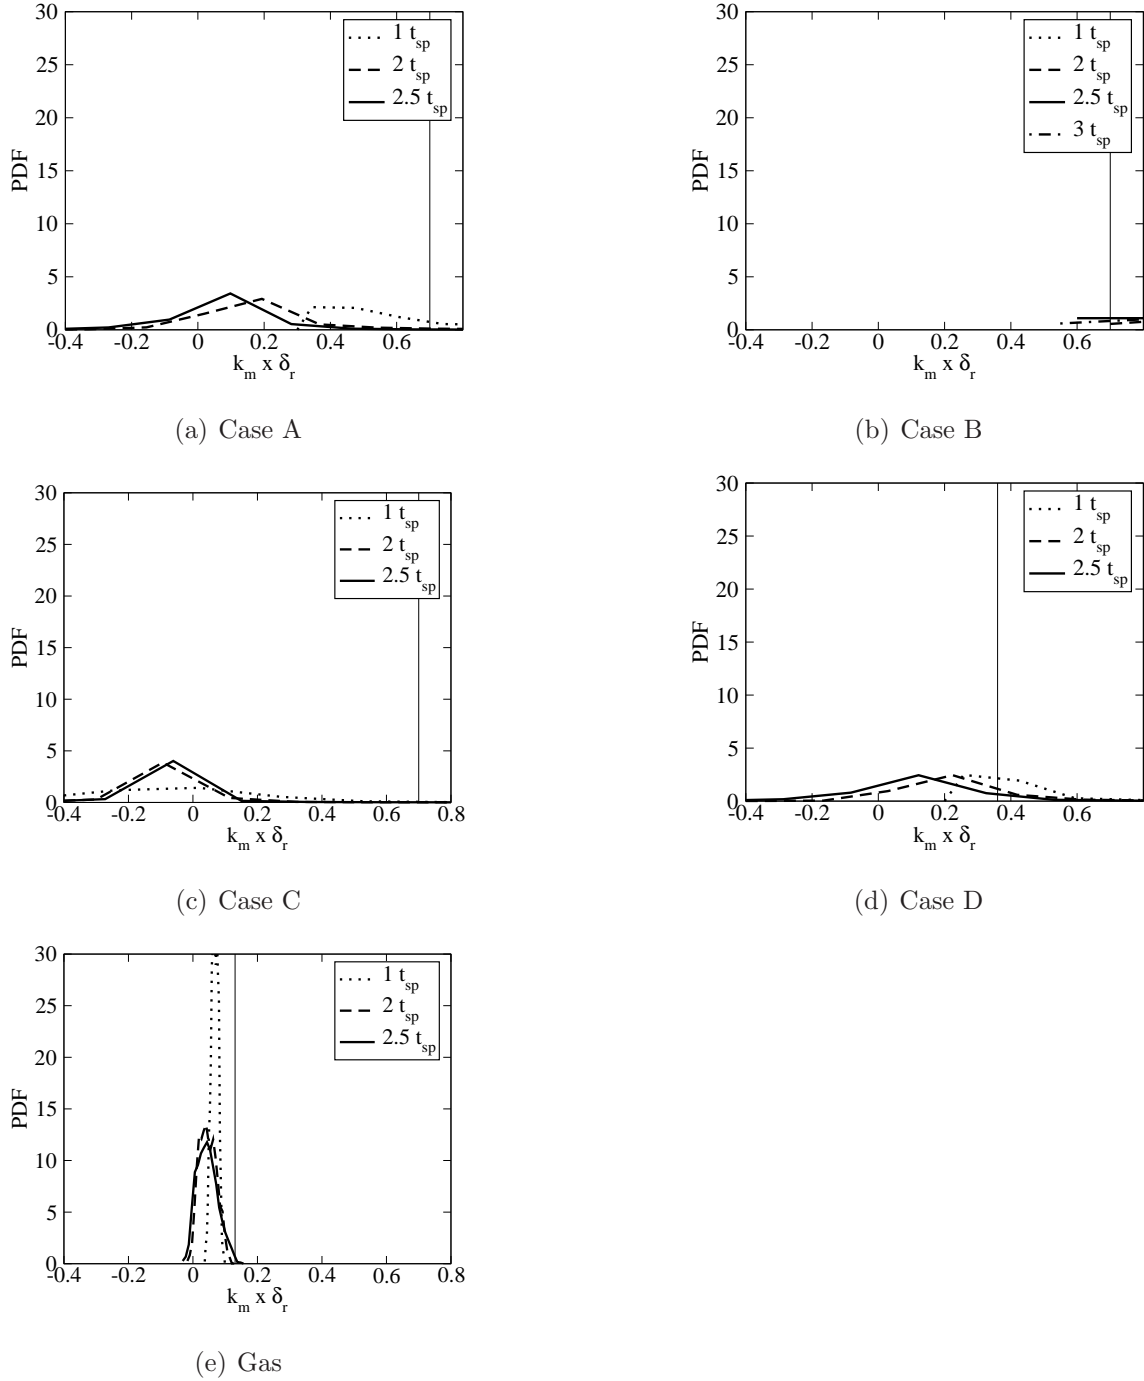 30
25
20
15
10
5
0
PDF
-0.4 -0.2 0 0.2 0.4 0.6
k_m x δ_r
1 t_sp
2 t_sp
2.5 t_sp
(a) Case A
30
25
20
15
10
5
0
PDF
-0.4 -0.2 0 0.2 0.4 0.6
k_m x δ_r
1 t_sp
2 t_sp
2.5 t_sp
3 t_sp
(b) Case B
30
25
20
15
10
5
0
PDF
-0.4 -0.2 0 0.2 0.4 0.6 0.8
k_m x δ_r
1 t_sp
2 t_sp
2.5 t_sp
(c) Case C
30
25
20
15
10
5
0
PDF
-0.4 -0.2 0 0.2 0.4 0.6
k_m x δ_r
1 t_sp
2 t_sp
2.5 t_sp
(d) Case D
30
25
20
15
10
5
0
PDF
-0.4 -0.2 0 0.2 0.4 0.6 0.8
k_m x δ_r
1 t_sp
2 t_sp
2.5 t_sp
(e) Gas